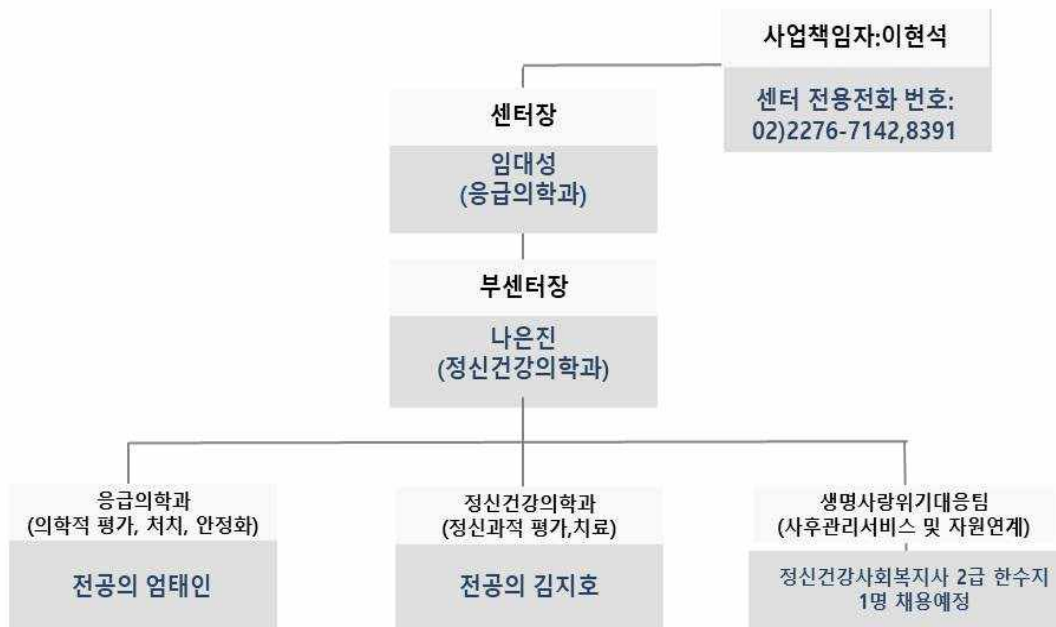 사업책임자:이현석
센터 전용전화 번호:
02)2276-7142,8391
센터장
임대성
(응급의학과)
부센터장
나은진
(정신건강의학과)
응급의학과
(의학적 평가, 처치, 안정화)
전공의 엄태인
정신건강의학과
(정신과적 평가,치료)
전공의 김지호
생명사랑위기대응팀
(사후관리서비스 및 자원연계)
정신건강사회복지사 2급 한수지
1명 채용예정